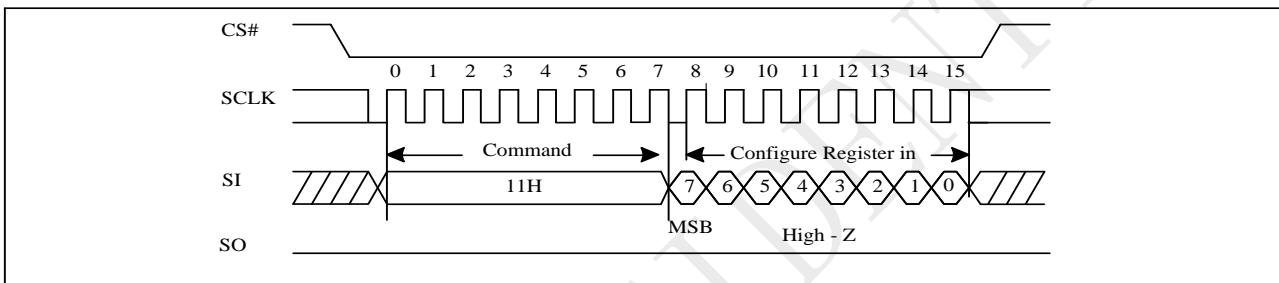 CS#
0 1 2 3 4 5 6 7 8 9 10 11 12 13 14 15
SCLK
Command
Configure Register in
SI
11H
7 6 5 4 3 2 1 0
MSB
SO
High - Z